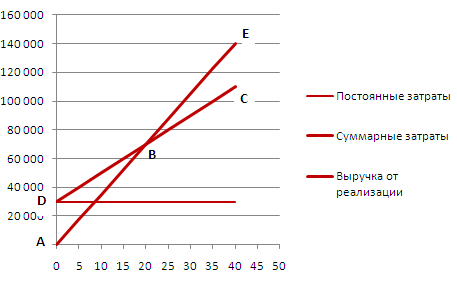 160 000
140 000
120 000
100 000
80 000
60 000
40 000
20 000
0 5 10 15 20 25 30 35 40 45 50
A
B
C
D
E
Постоянные затраты
Суммарные затраты
Выручка от
реализации